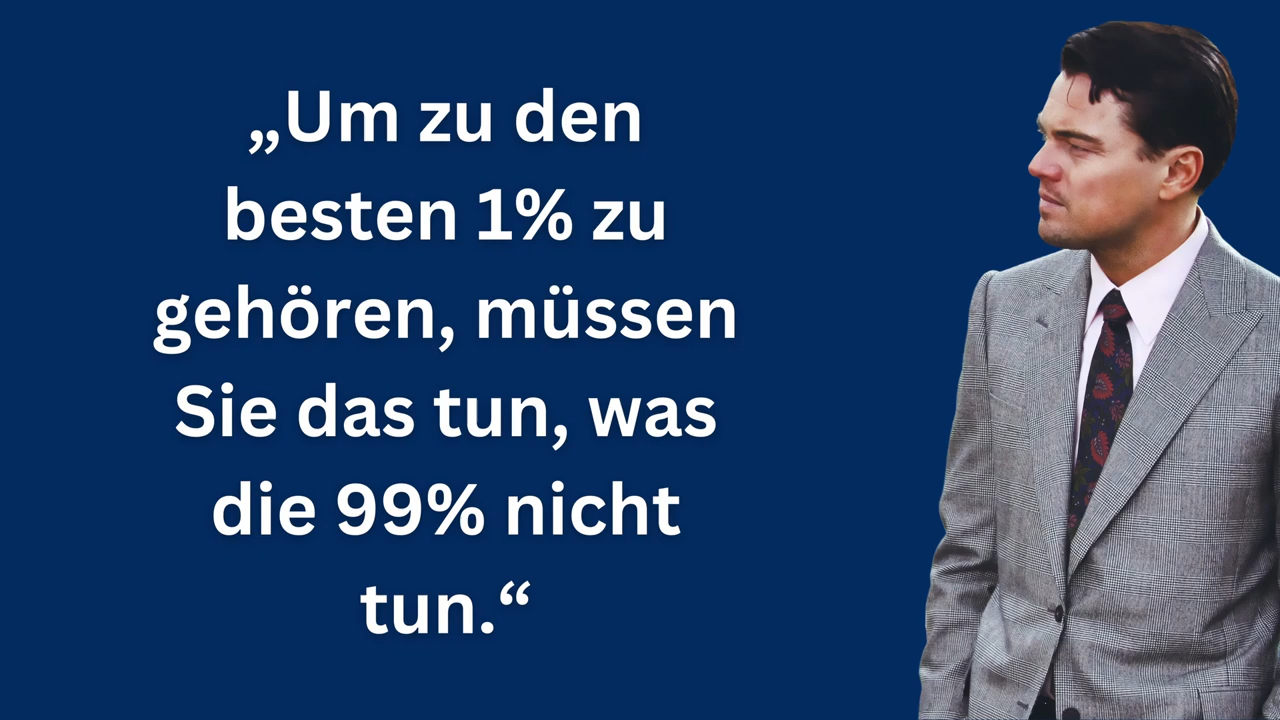 „Um zu den
besten 1% zu
gehören, müssen
Sie das tun, was
die 99% nicht
tun.“